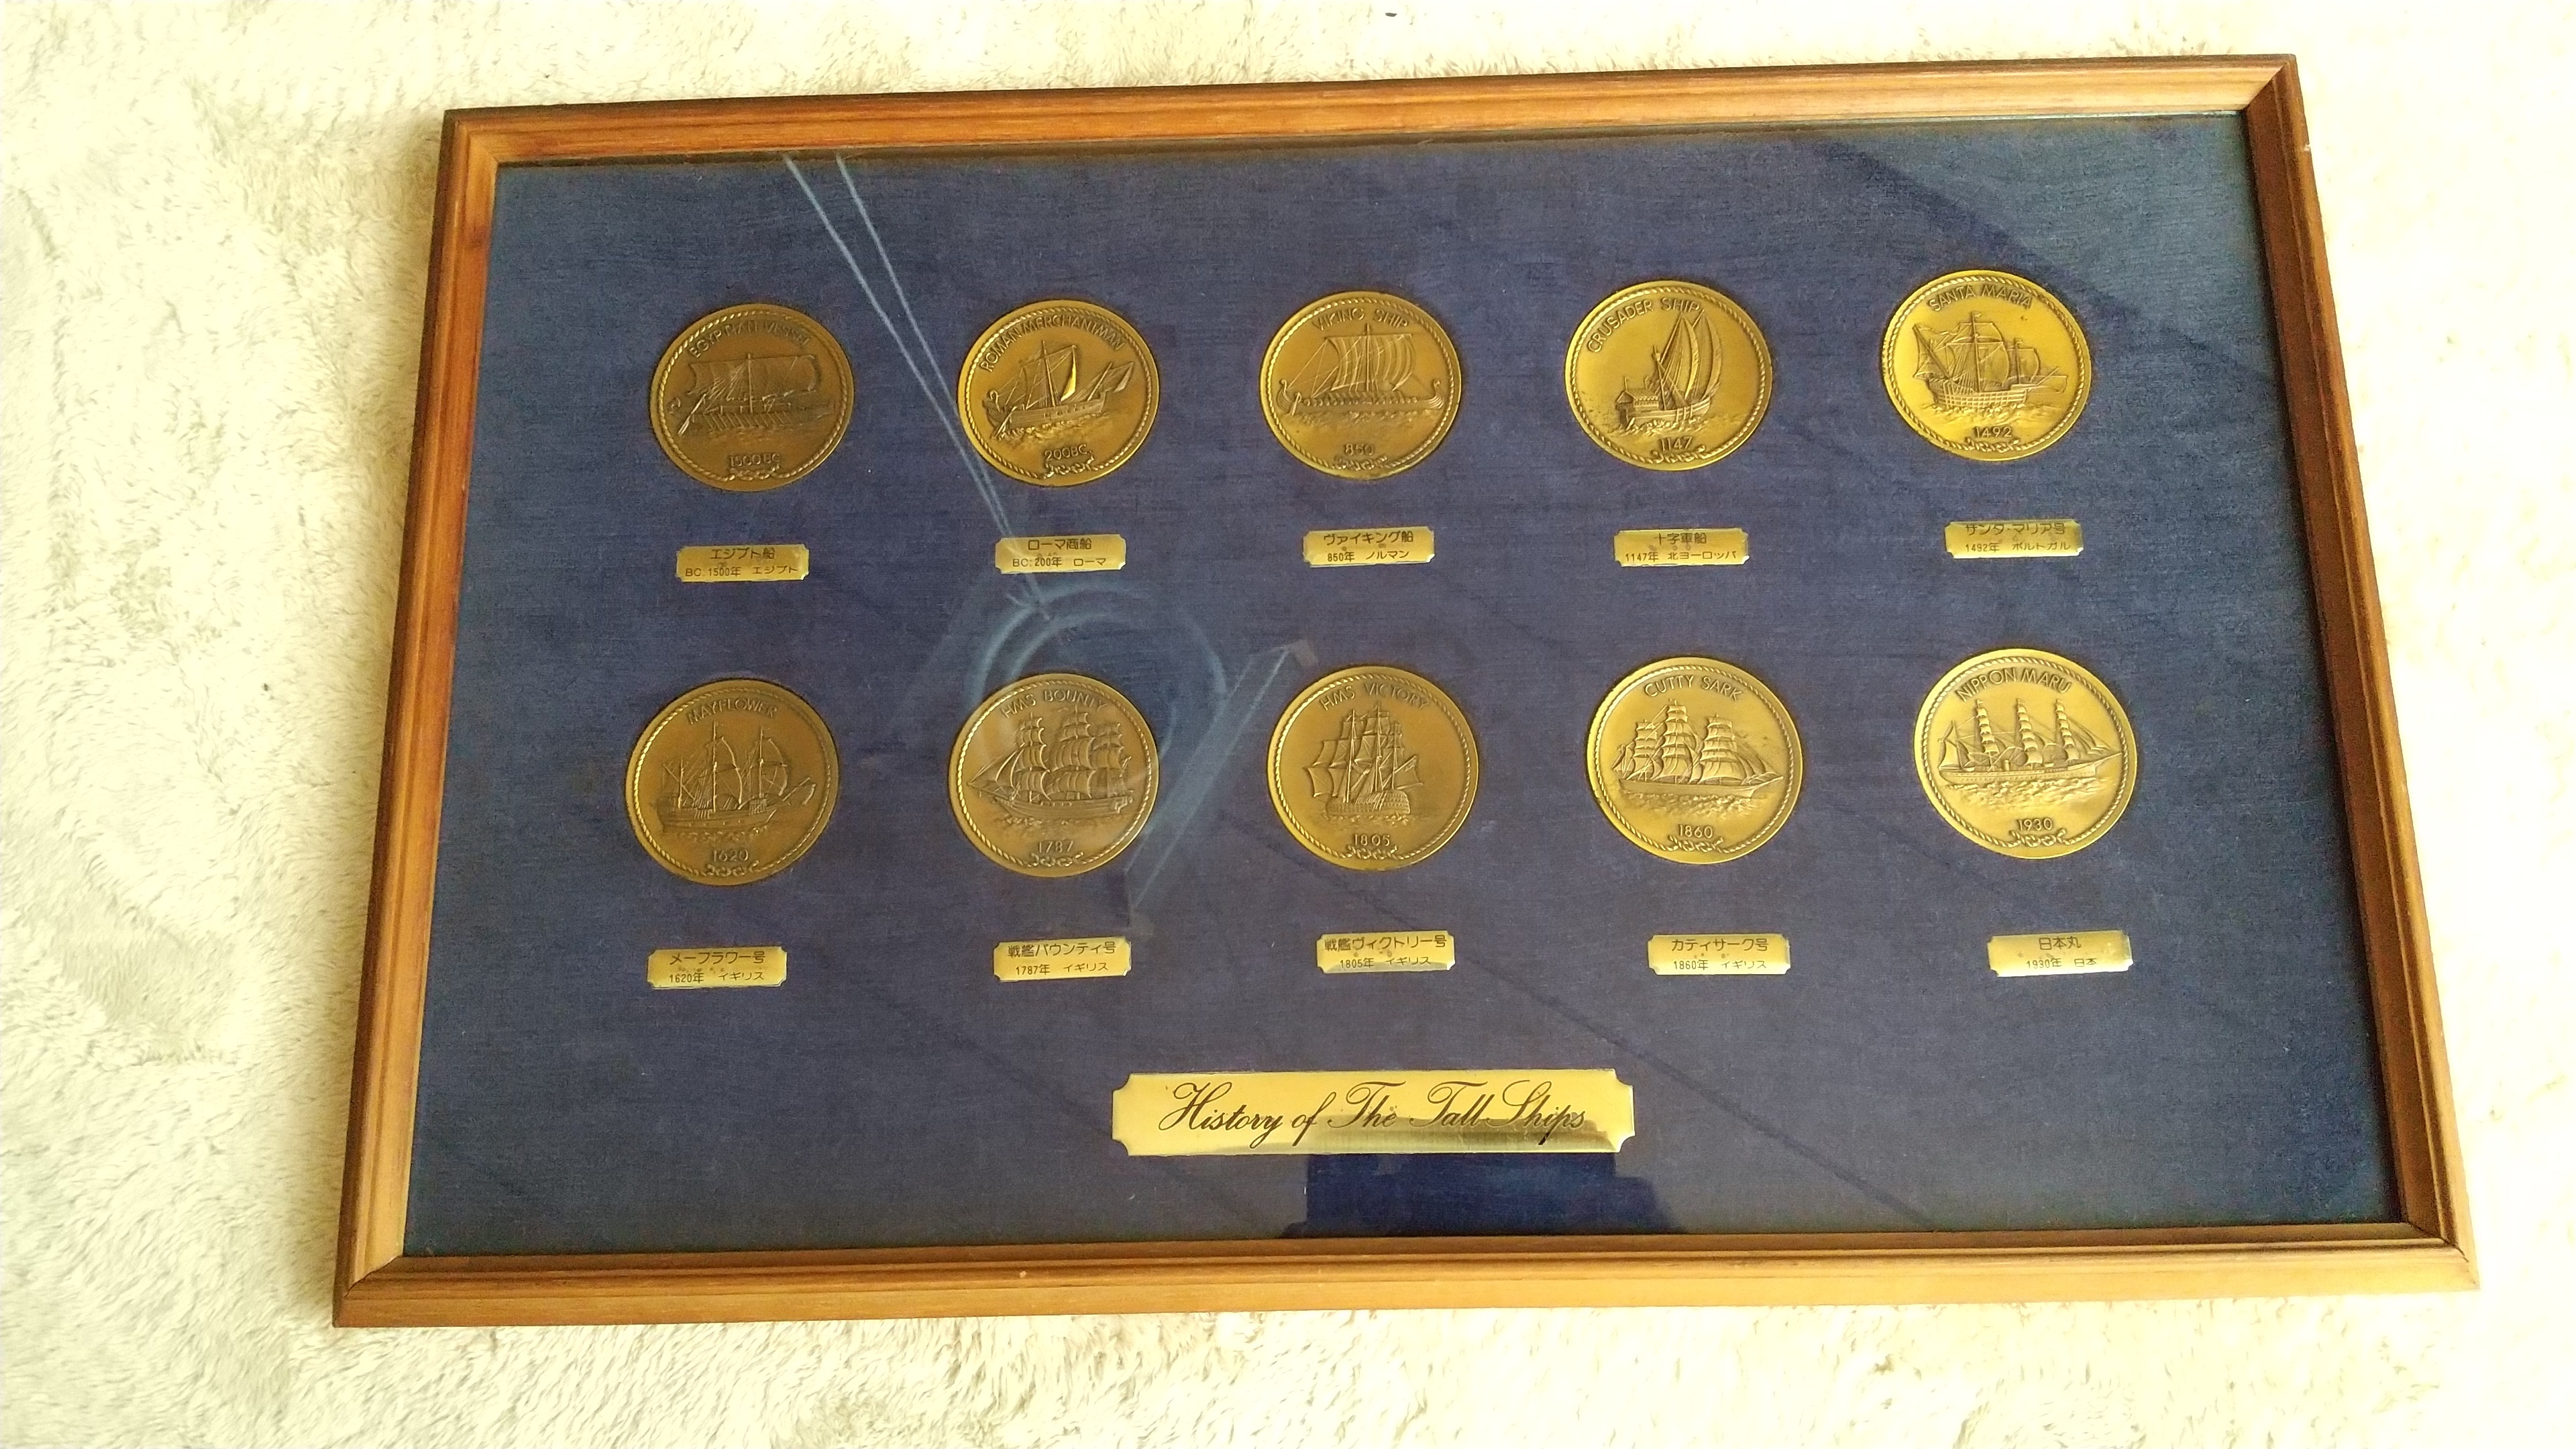 EGYPTIAN VESSEL
1500BC
ROMAN MERCHANTMAN
200BC
VIKING SHIP
850
CRUSADER SHIP
1147
SANTA MARIA
1492
エジプト船
BC.1500年 エジプト
ローマ商船
BC.200年 ローマ
ヴァイキング船
850年 ノルマン
十字軍船
1147年 北ヨーロッパ
サンタ・マリア号
1492年 ポルトガル
MAYFLOWER
1620
HMS BOUNTY
1787
HMS VICTORY
1805
CUTTY SARK
1860
NIPPON MARU
1930
メーフラワー号
1620年 イギリス
戦艦バウンティ号
1787年 イギリス
戦艦ヴィクトリー号
1805年 イギリス
カティサーク号
1860年 イギリス
日本丸
1930年 日本
History of The Tall Ships